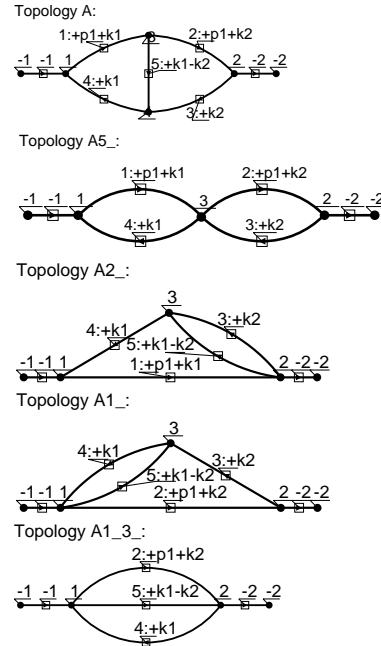 Topology A:
1:+p1+k1 2:+p1+k2
-1 -1 1 5:+k1-k2 2 -2 -2
4:+k1 3:+k2
Topology A5_:
1:+p1+k1 2:+p1+k2
-1 -1 1 3 2 -2 -2
4:+k1 3:+k2
Topology A2_:
3
4:+k1 3:+k2
5:+k1-k2
1:+p1+k1
-1 -1 1 2 -2 -2
Topology A1_:
3
4:+k1 3:+k2
5:+k1-k2
2:+p1+k2
-1 -1 1 2 -2 -2
Topology A1_3_:
2:+p1+k2
-1 -1 1 5:+k1-k2 2 -2 -2
4:+k1